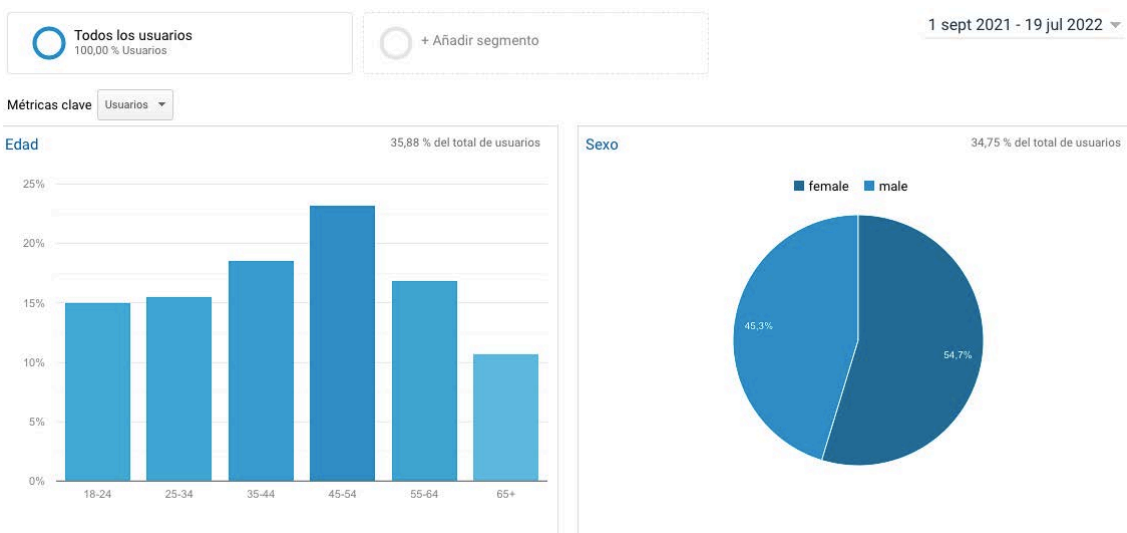 Todos los usuarios
100,00 % Usuarios
+ Añadir segmento
1 sept 2021 - 19 jul 2022
Métricas clave
Usuarios
Edad
35,88 % del total de usuarios
25%
20%
15%
10%
5%
0%
18-24
25-34
35-44
45-54
55-64
65+
Sexo
34,75 % del total de usuarios
female
male
45,3%
54,7%